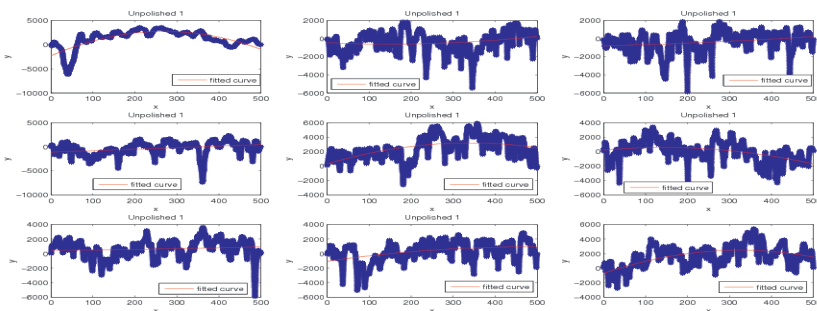 Unpolished 1 Unpolished 1 Unpolished 1
5000 2000 2000
0 0 0
y y y
-5000 -2000 -2000
-4000 -4000
fitted curve fitted curve fitted curve
-10000 -6000 -6000
0 100 200 300 400 500 0 100 200 300 400 500 0 100 200 300 400 500
x x x
Unpolished 1 Unpolished 1 Unpolished 1
5000 6000 4000
4000 2000
0 2000 0
y y y
0 -2000
-5000 -2000 -4000
fitted curve fitted curve fitted curve
-10000 -4000 -6000
0 100 200 300 400 500 0 100 200 300 400 500 0 100 200 300 400 500
x x x
Unpolished 1 Unpolished 1 Unpolished 1
4000 4000 6000
2000 2000 4000
0 0 2000
y y y
-2000 -2000 0
-4000 -4000 -2000
fitted curve fitted curve fitted curve
-6000 -6000 -4000
0 100 200 300 400 500 0 100 200 300 400 500 0 100 200 300 400 500